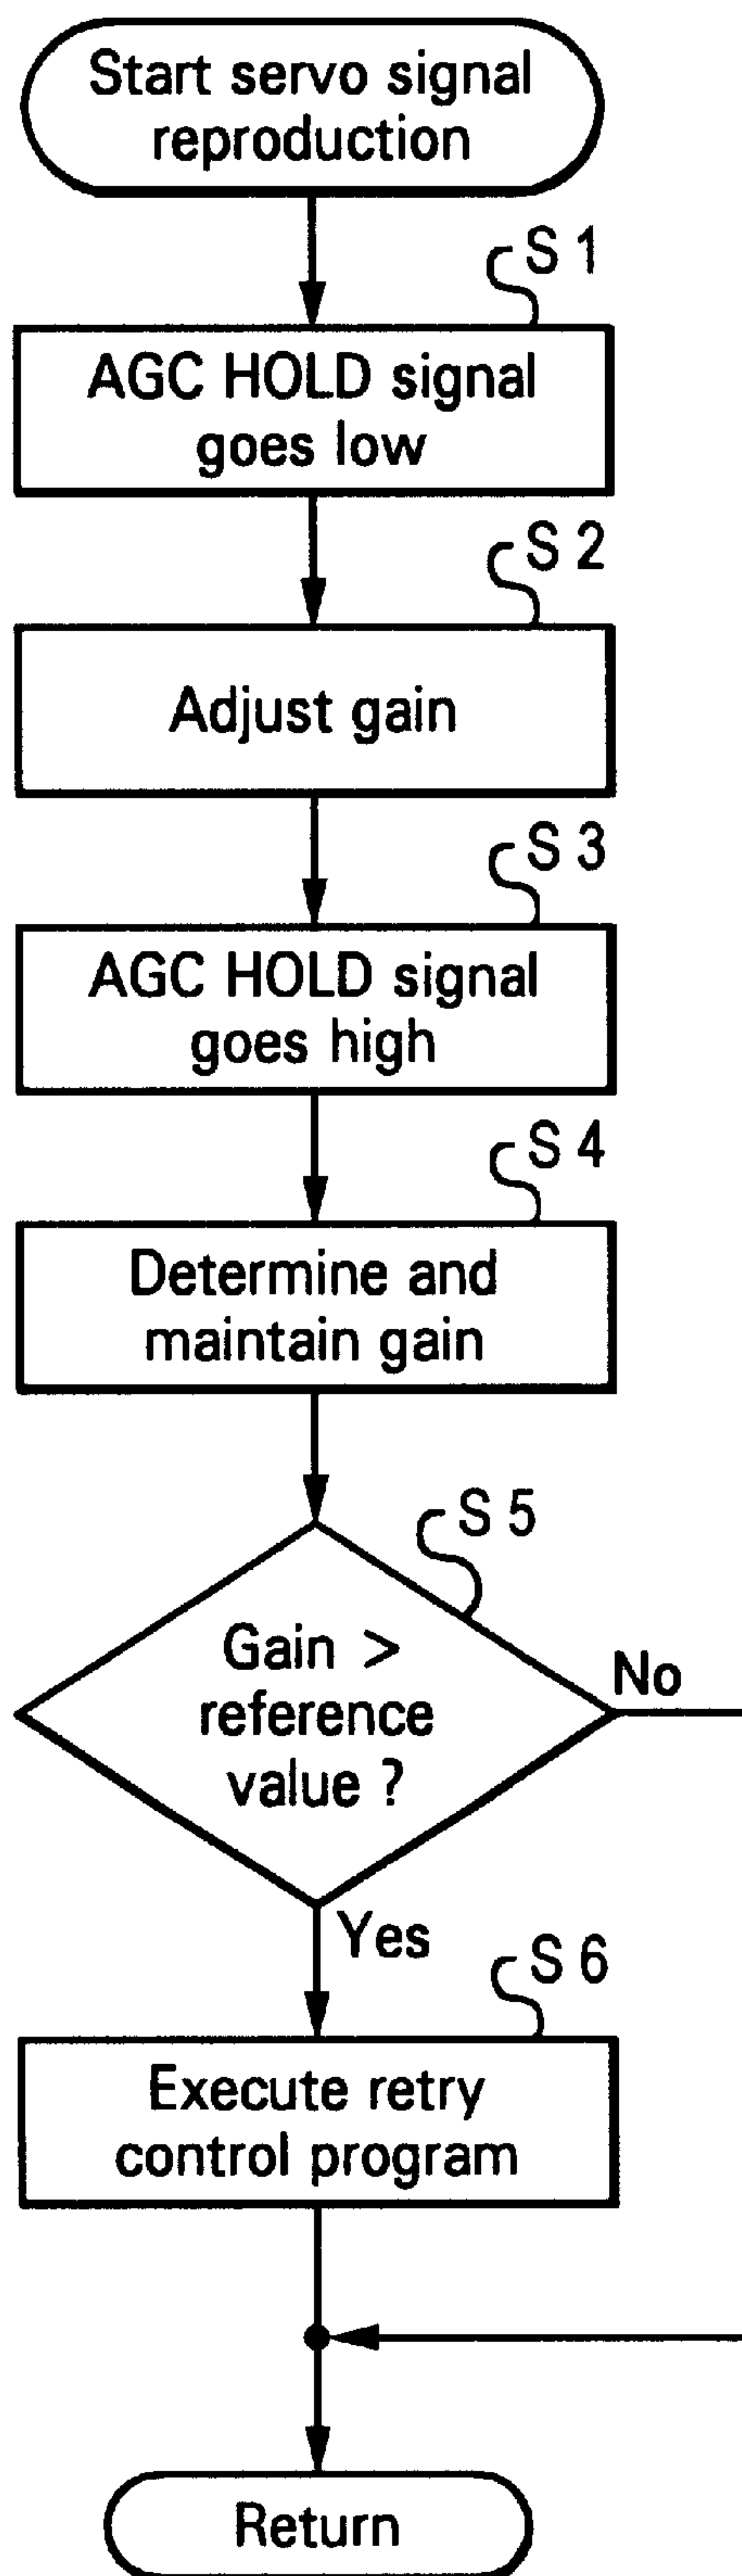 Start servo signal
reproduction
S 1
AGC HOLD signal
goes low
S 2
Adjust gain
S 3
AGC HOLD signal
goes high
S 4
Determine and
maintain gain
S 5
Gain >
reference
value ?
No
Yes
S 6
Execute retry
control program
Return